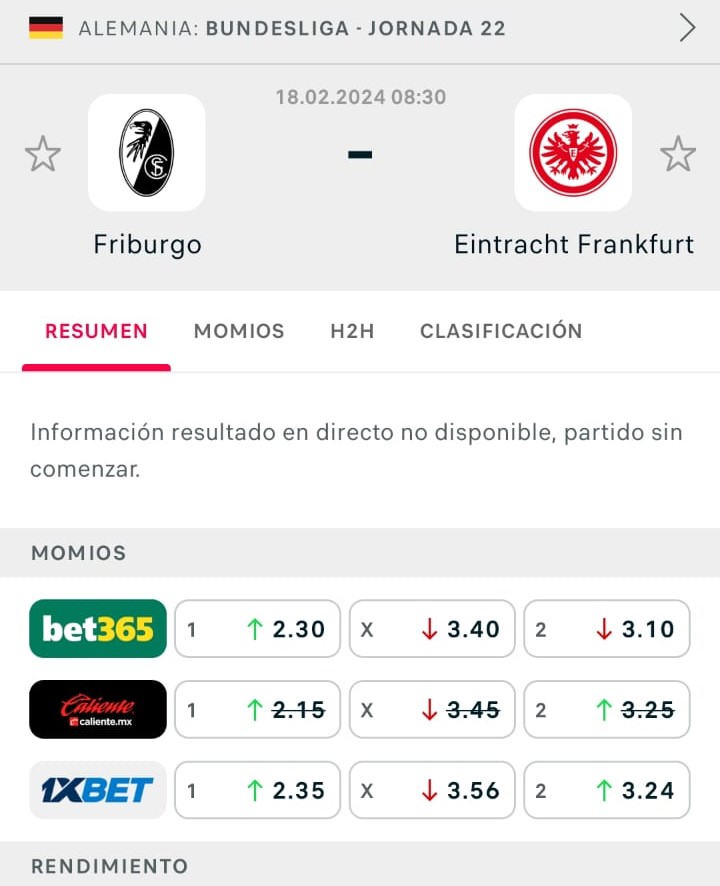 ALEMANIA: BUNDESLIGA - JORNADA 22
18.02.2024 08:30
-
Friburgo
Eintracht Frankfurt
RESUMEN MOMIOS H2H CLASIFICACIÓN
Información resultado en directo no disponible, partido sin
comenzar.
MOMIOS
bet365 1 ↑ 2.30 X ↓ 3.40 2 ↓ 3.10
Caliente
caliente.mx 1 ↑ 2.15 X ↓ 3.45 2 ↑ 3.25
1XBET 1 ↑ 2.35 X ↓ 3.56 2 ↑ 3.24
RENDIMIENTO